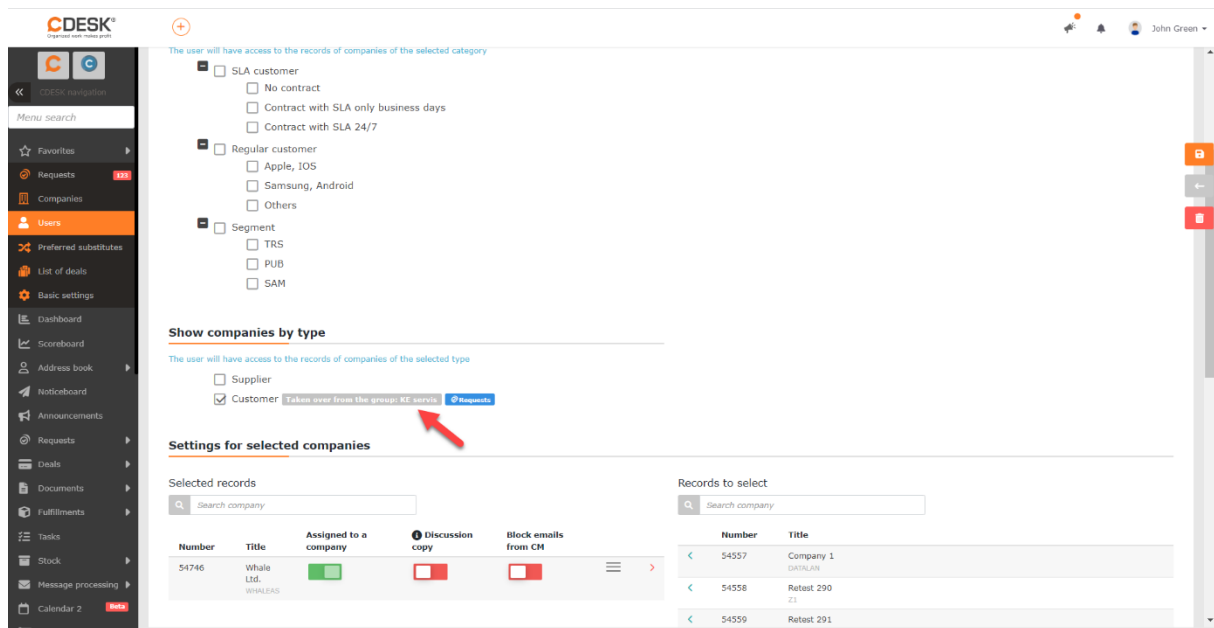 CDESK®
Organized work makes profit
John Green
CDESK navigation
Menu search
Favorites
Requests 123
Companies
Users
Preferred substitutes
List of deals
Basic settings
Dashboard
Scoreboard
Address book
Noticeboard
Announcements
Requests
Deals
Documents
Fulfillments
Tasks
Stock
Message processing
Calendar 2 Beta
The user will have access to the records of companies of the selected category
SLA customer
No contract
Contract with SLA only business days
Contract with SLA 24/7
Regular customer
Apple, IOS
Samsung, Android
Others
Segment
TRS
PUB
SAM
Show companies by type
The user will have access to the records of companies of the selected type
Supplier
Customer Taken over from the group: KE servis Requests
Settings for selected companies
Selected records
Search company
Number Title Assigned to a company Discussion copy Block emails from CM
54746 Whale Ltd.
WHALEAS
Records to select
Search company
Number Title
54557 Company 1
DATALAN
54558 Retest 290
Z1
54559 Retest 291